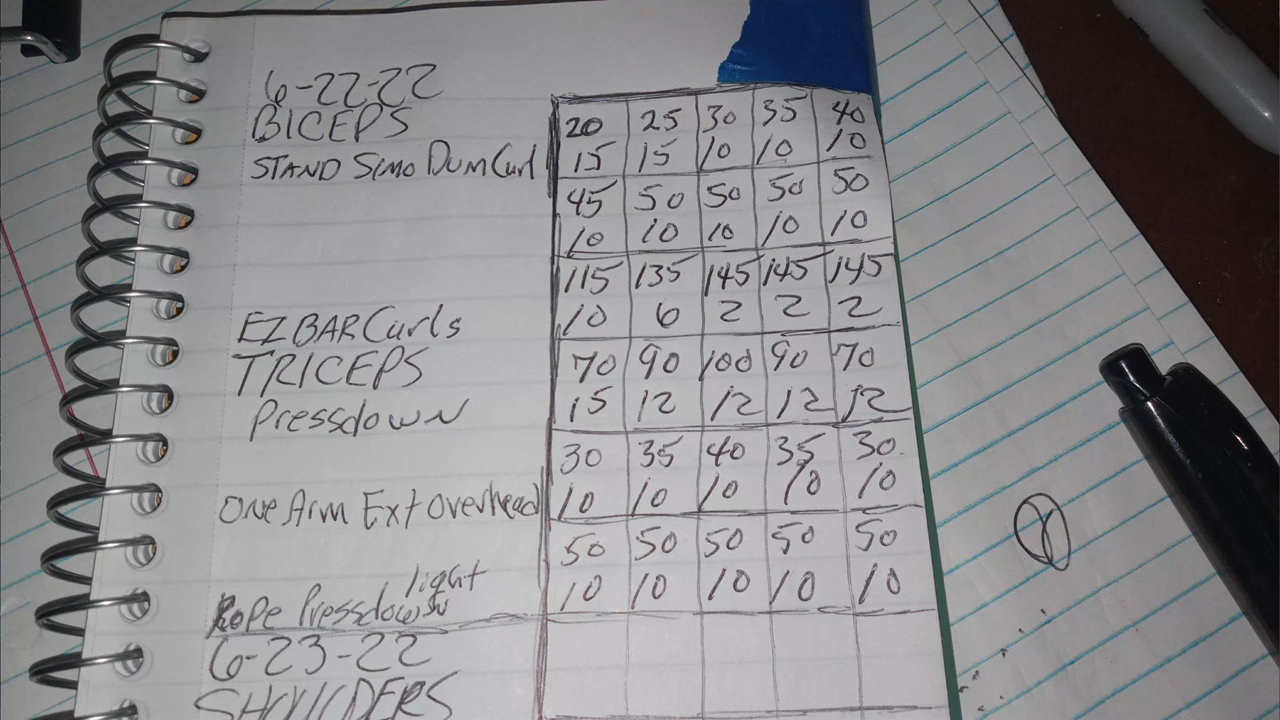 6-22-22
BICEPS
20 25 30 35 40
STAND Simo Dum Curl 15 15 10 10 10
45 50 50 50 50
10 10 10 10 10
115 135 145 145 145
EZ BAR Curls 10 6 2 2 2
TRICEPS 70 90 100 90 70
Pressdown 15 12 12 12 12
30 35 40 35 30
One Arm Ext overhead 10 10 10 10 10
50 50 50 50 50
light
Rope Pressdown 10 10 10 10 10
6-23-22
SHOULDERS